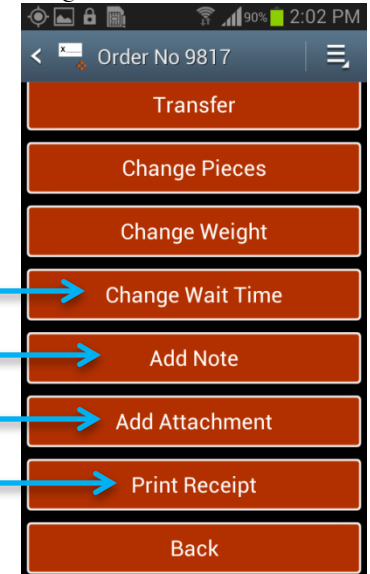 90% 2:02 PM
Order No 9817
Transfer
Change Pieces
Change Weight
Change Wait Time
Add Note
Add Attachment
Print Receipt
Back